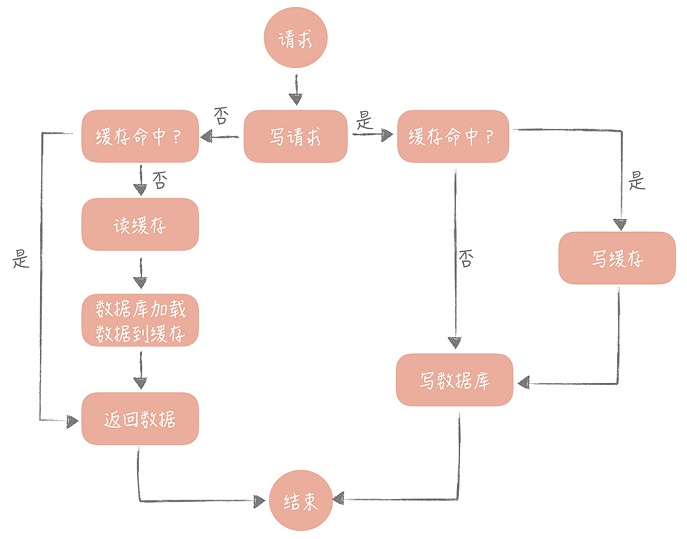 请求
否
是
缓存命中？
写请求
缓存命中？
否
是
读缓存
是
否
写缓存
数据库加载
数据到缓存
写数据库
返回数据
结束